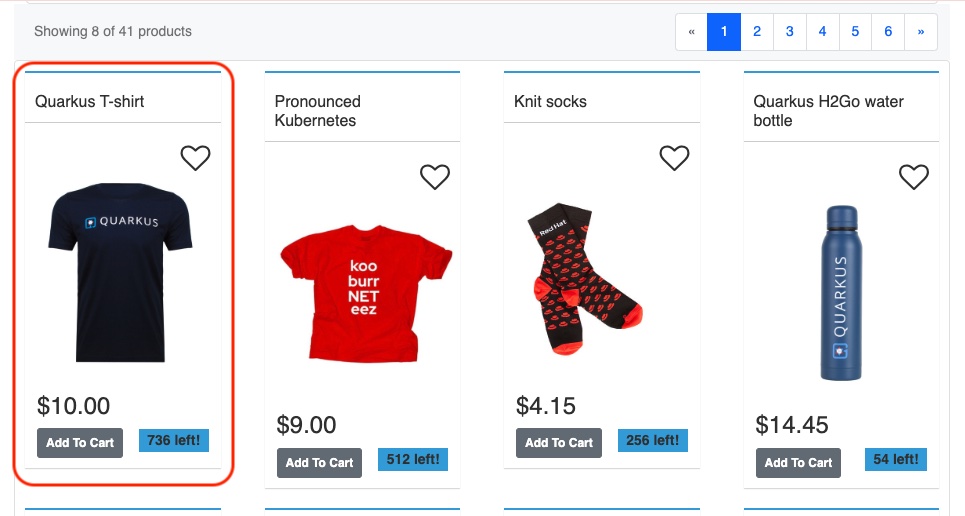 Showing 8 of 41 products
« 1 2 3 4 5 6 »
Quarkus T-shirt
QUARKUS
$10.00
Add To Cart
736 left!
Pronounced
Kubernetes
koo
burr
NET
eez
$9.00
Add To Cart
512 left!
Knit socks
Red Hat
$4.15
Add To Cart
256 left!
Quarkus H2Go water
bottle
QUARKUS
$14.45
Add To Cart
54 left!